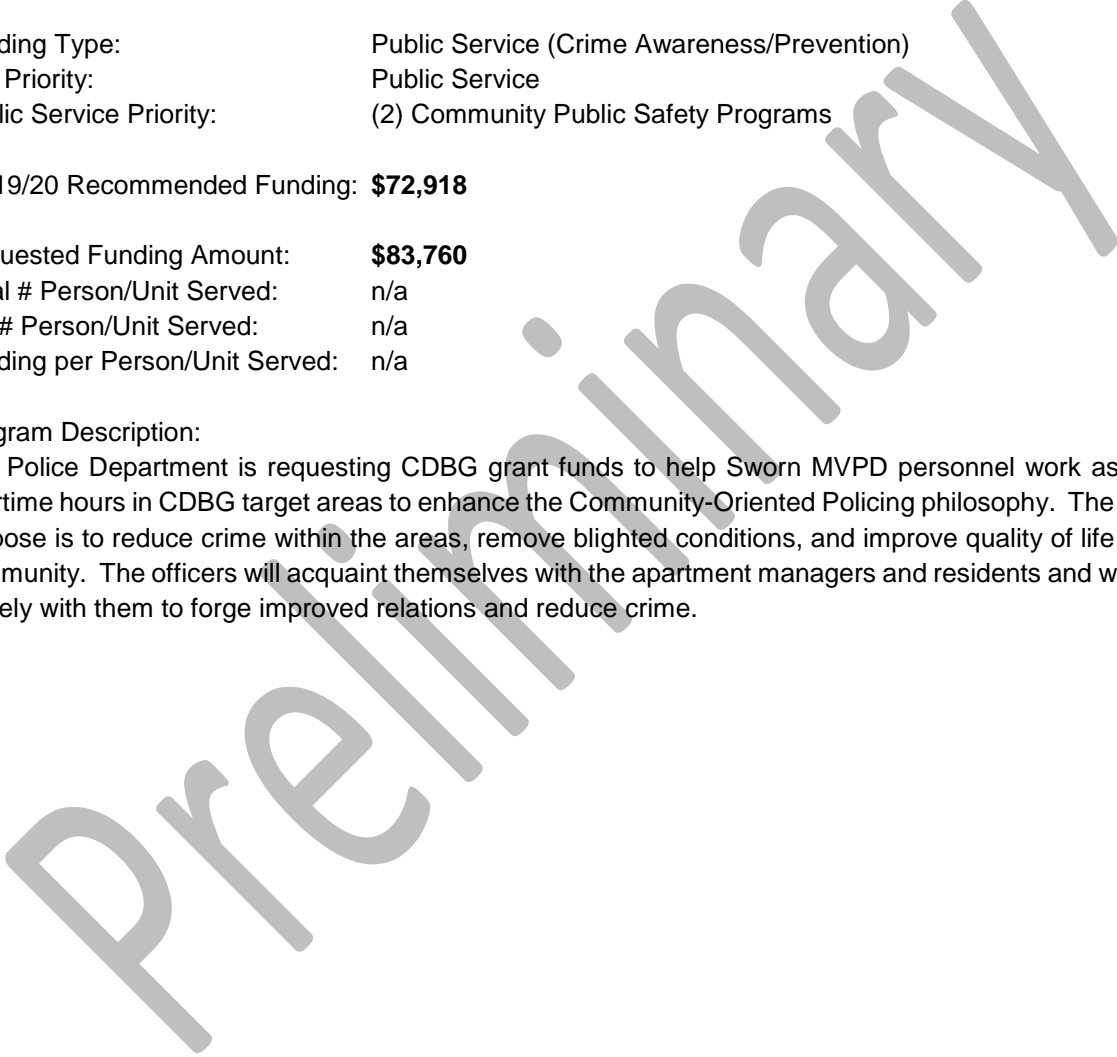 ding Type: Public Service (Crime Awareness/Prevention)
Priority: Public Service
lic Service Priority: (2) Community Public Safety Programs
19/20 Recommended Funding: $72,918
uested Funding Amount: $83,760
al # Person/Unit Served: n/a
# Person/Unit Served: n/a
ding per Person/Unit Served: n/a
gram Description:
Police Department is requesting CDBG grant funds to help Sworn MVPD personnel work as
rtime hours in CDBG target areas to enhance the Community-Oriented Policing philosophy. The
pose is to reduce crime within the areas, remove blighted conditions, and improve quality of life
munity. The officers will acquaint themselves with the apartment managers and residents and w
ely with them to forge improved relations and reduce crime.
Preliminary